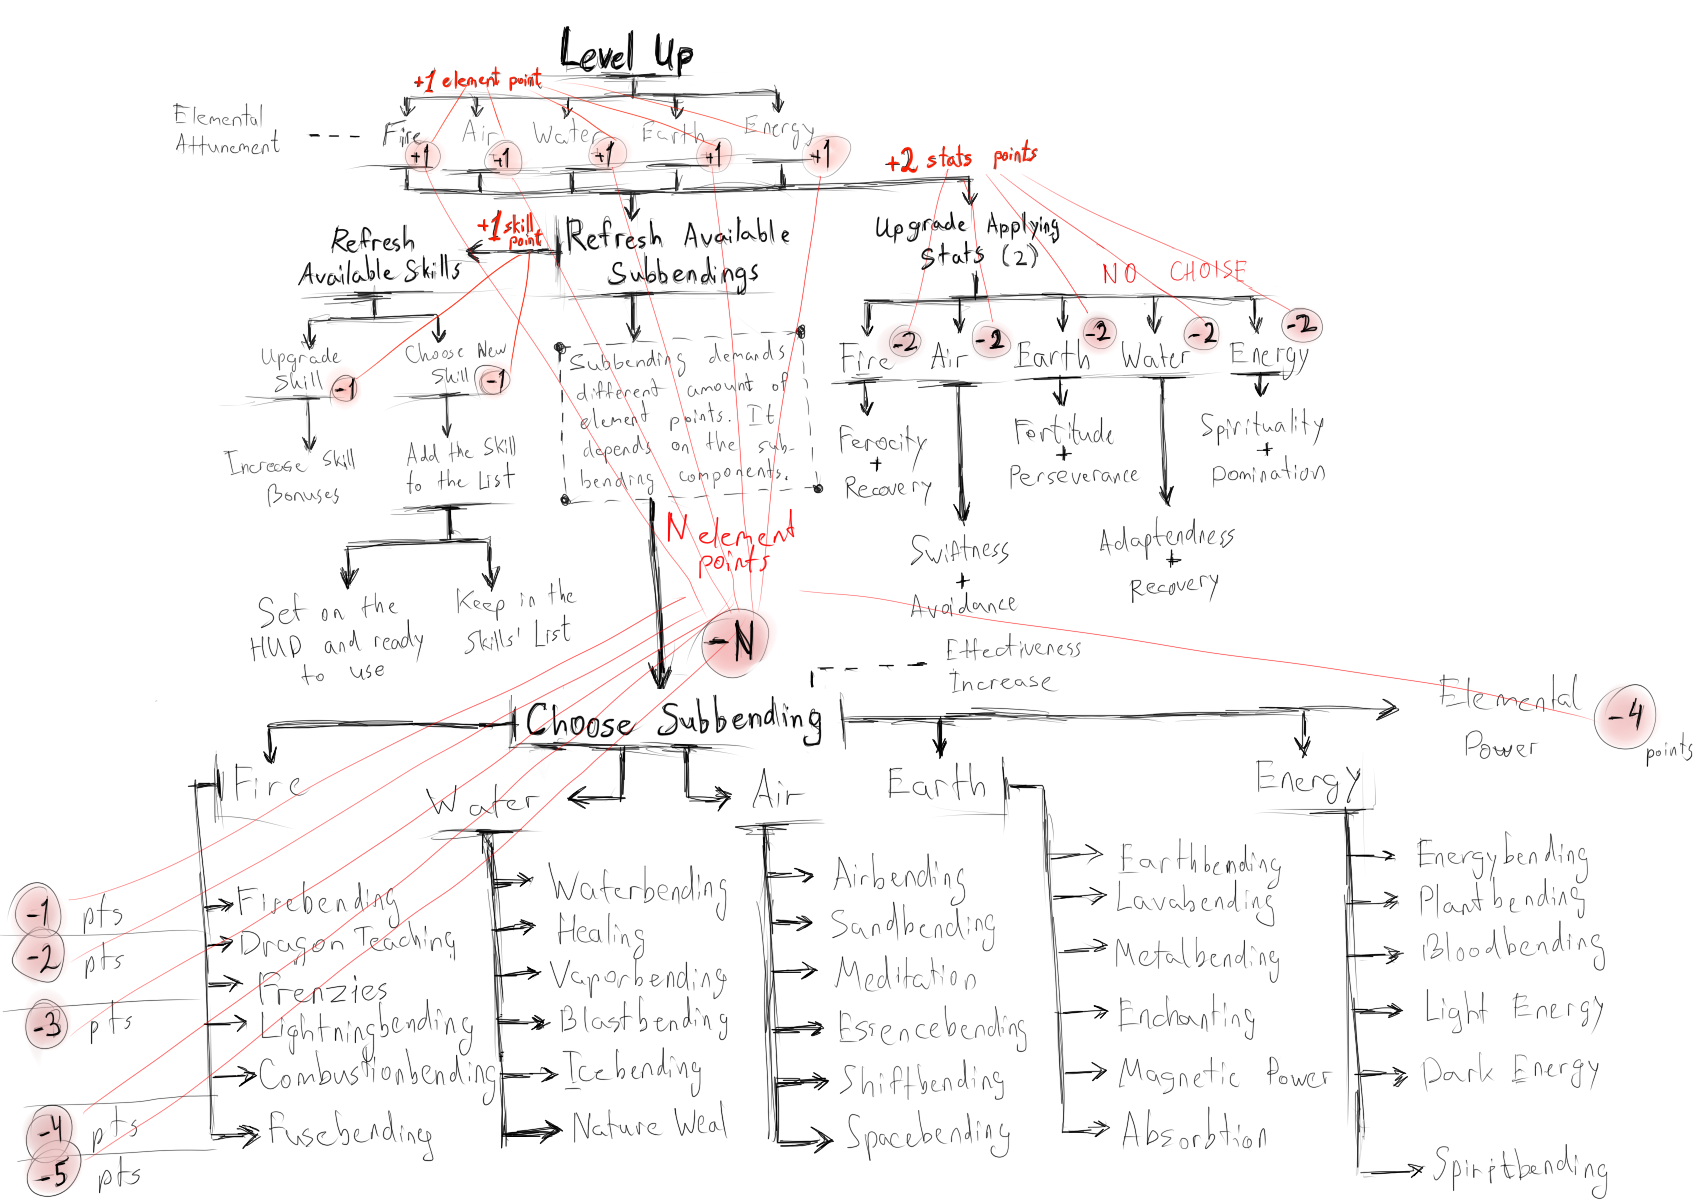 Level Up
+1 element point
Elemental
Attunement
Fire
Air
Water
Earth
Energy
+1
+1
+1
+1
+1
+2 stats points
+1 skill
point
Refresh
Available Skills
Refresh Available
Subbendings
Upgrade Applying
Stats (2)
NO CHOISE
Upgrade
Skill
-1
Choose New
Skill
-1
Increase Skill
Bonuses
Add the Skill
to the List
Set on the
HUD and ready
to use
Keep in the
Skills' List
Subbending demands
different amount of
element points. It
depends on the sub-
bending components.
Fire
-2
Air
-2
Earth
-2
Water
-2
Energy
-2
Ferocity
+
Recovery
Swiftness
+
Avoidance
Fortitude
+
Perseverance
Adaptendness
+
Recovery
Spirituality
+
Domination
N element
points
-N
Effectiveness
Increase
Choose Subbending
Elemental
Power
-4
points
Fire
Firebending
Dragon Teaching
Frenzies
Lightningbending
Combustionbending
Fusebending
Water
Waterbending
Healing
Vaporbending
Blastbending
Icebending
Nature Weal
Air
Airbending
Sandbending
Meditation
Essencebending
Shiftbending
Spacebending
Earth
Earthbending
Lavabending
Metalbending
Enchanting
Magnetic Power
Absorbtion
Energy
Energybending
Plantbending
Bloodbending
Light Energy
Dark Energy
Spiritbending
-1 pts
-2 pts
-3 pts
-4 pts
-5 pts